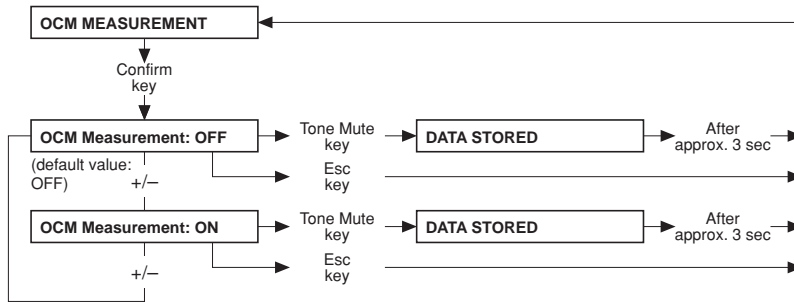 OCM MEASUREMENT
Confirm
key
OCM Measurement: OFF
Tone Mute
key
DATA STORED
After
approx. 3 sec
(default value:
OFF)
+/–
Esc
key
OCM Measurement: ON
Tone Mute
key
DATA STORED
After
approx. 3 sec
+/–
Esc
key